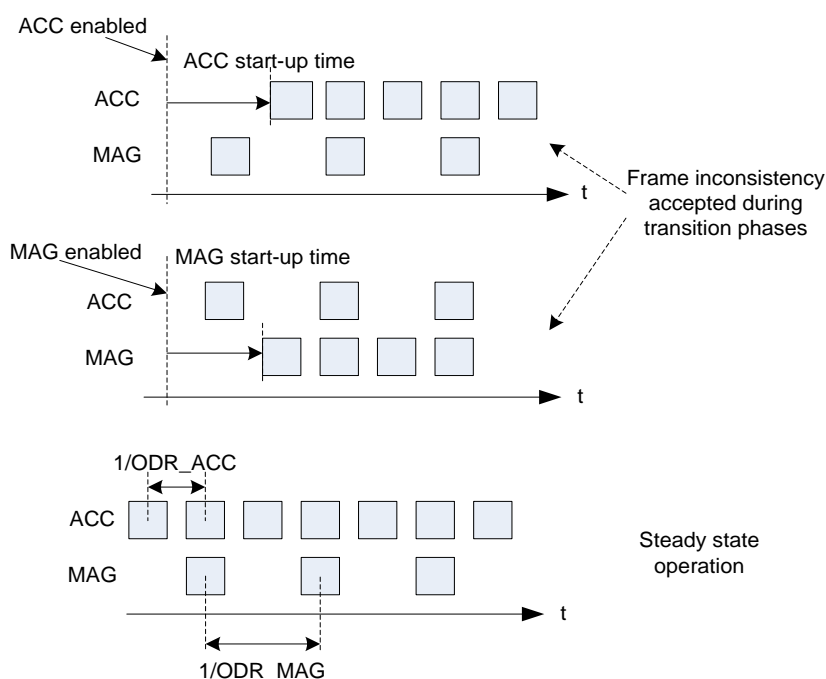 ACC enabled
ACC start-up time
ACC
MAG
t
Frame inconsistency
accepted during
transition phases
MAG enabled
MAG start-up time
ACC
MAG
t
1/ODR_ACC
ACC
MAG
t
Steady state
operation
1/ODR_MAG